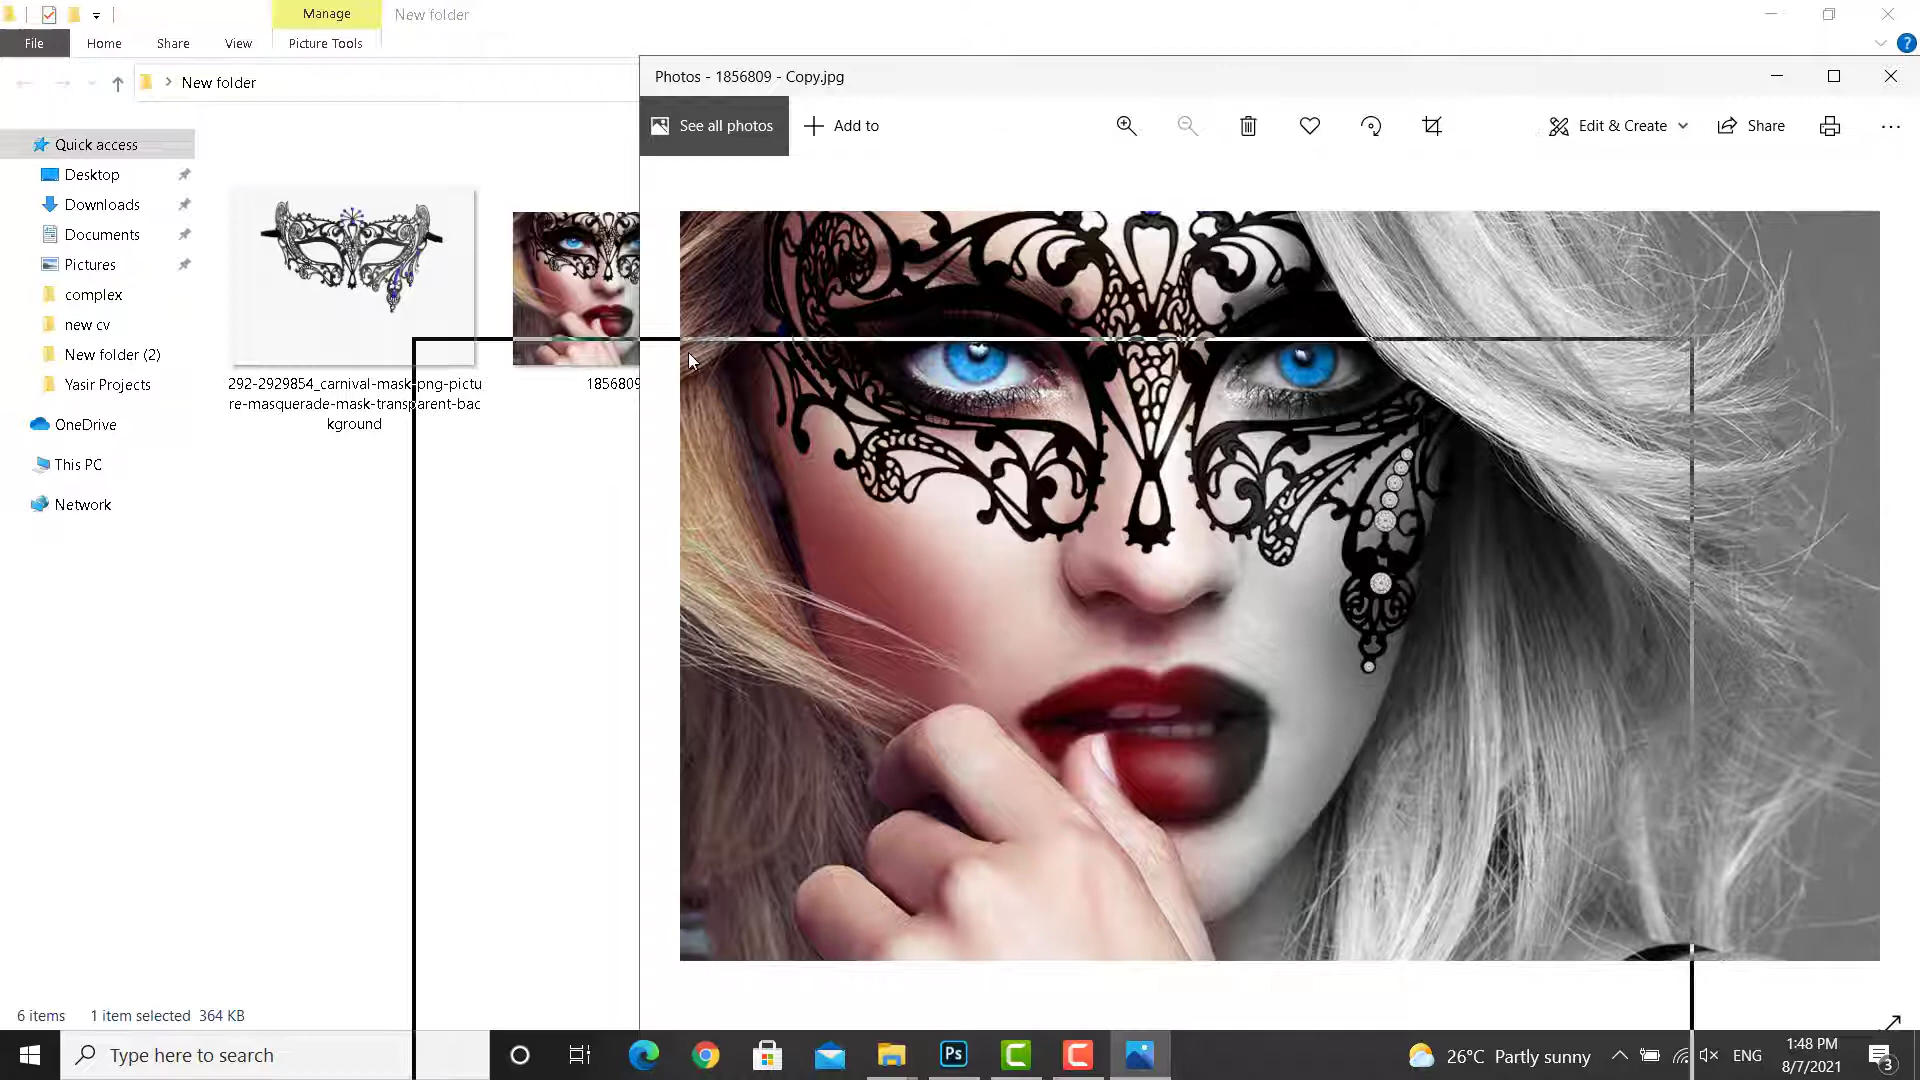 Manage
New folder
File
Home
Share
View
Picture Tools
New folder
Photos - 1856809 - Copy.jpg
See all photos
Add to
Edit & Create
Share
Quick access
Desktop
Downloads
Documents
Pictures
complex
new cv
New folder (2)
Yasir Projects
OneDrive
This PC
Network
292-2929854_carnival-mask-png-pictu
re-masquerade-mask-transparent-bac
kground
1856809
6 items
1 item selected 364 KB
Type here to search
Ps
26°C Partly sunny
ENG
1:48 PM
8/7/2021
3